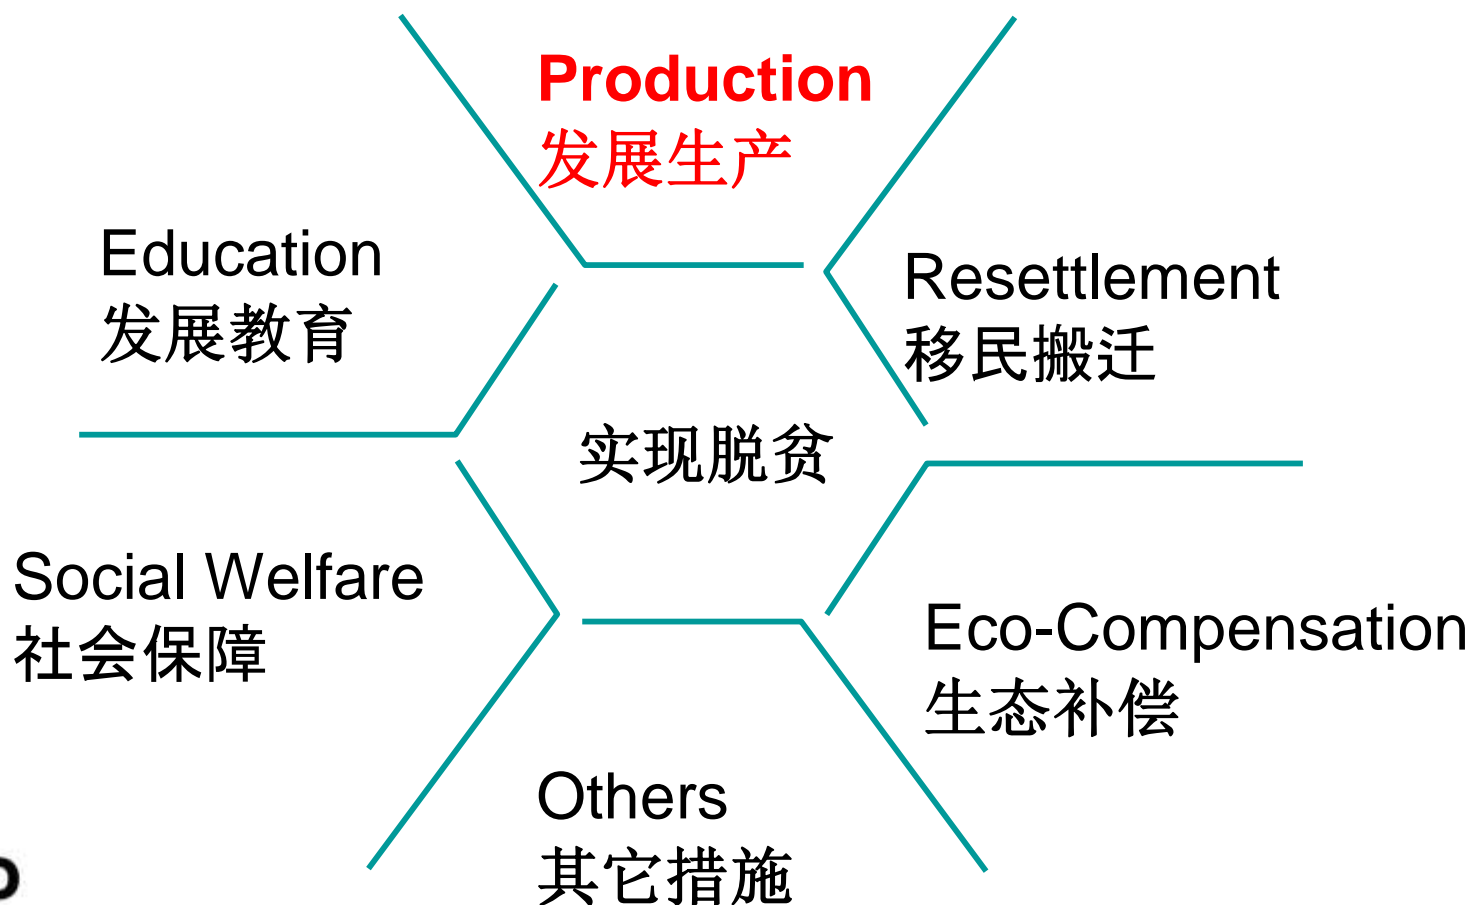 Production
发展生产
Education
发展教育
Resettlement
移民搬迁
实现脱贫
Social Welfare
社会保障
Eco-Compensation
生态补偿
Others
其它措施